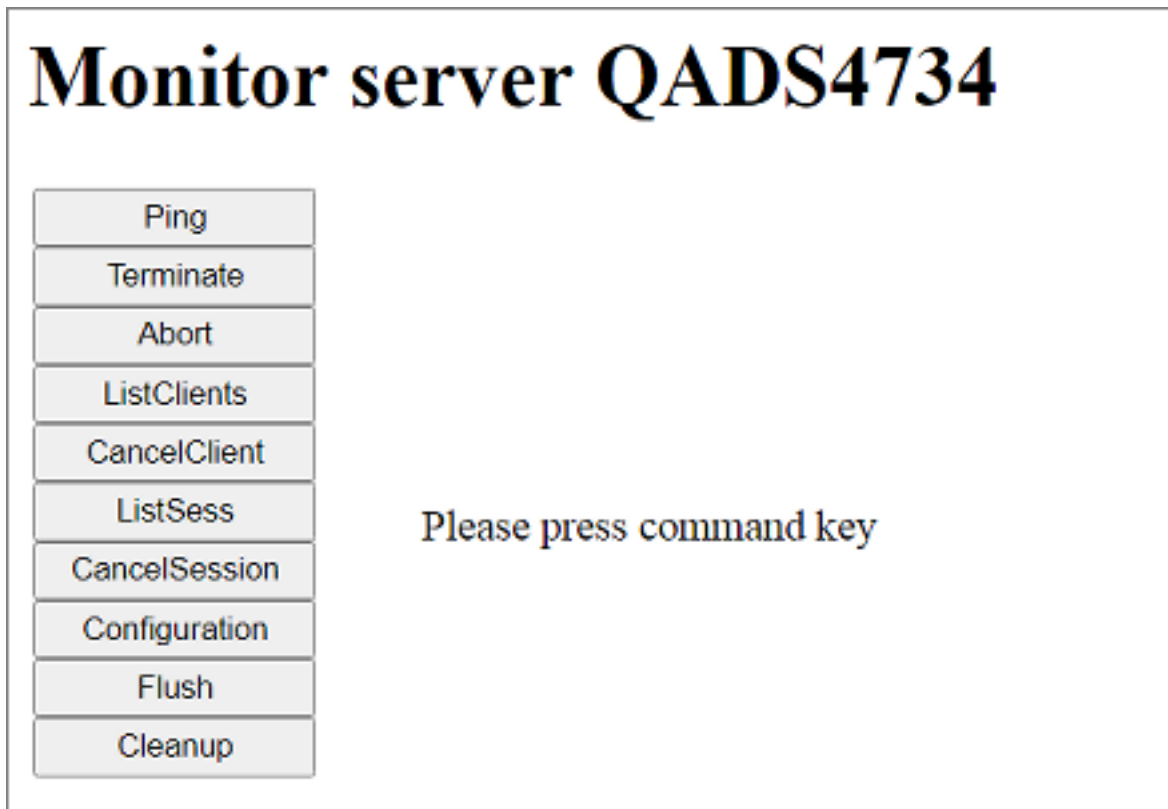 Monitor server QADS4734
Ping
Terminate
Abort
ListClients
CancelClient
ListSess
Please press command key
CancelSession
Configuration
Flush
Cleanup